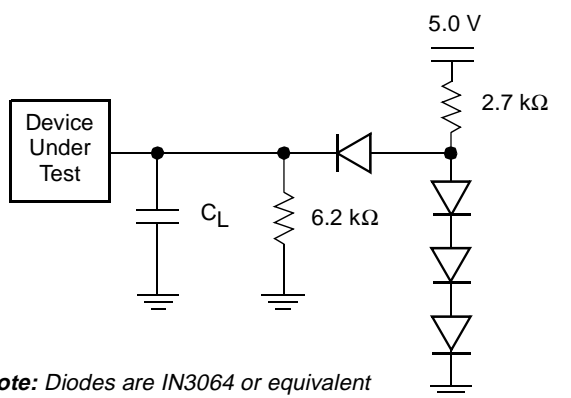 5.0 V
2.7 kΩ
Device
Under
Test
CL
6.2 kΩ
ote: Diodes are IN3064 or equivalent